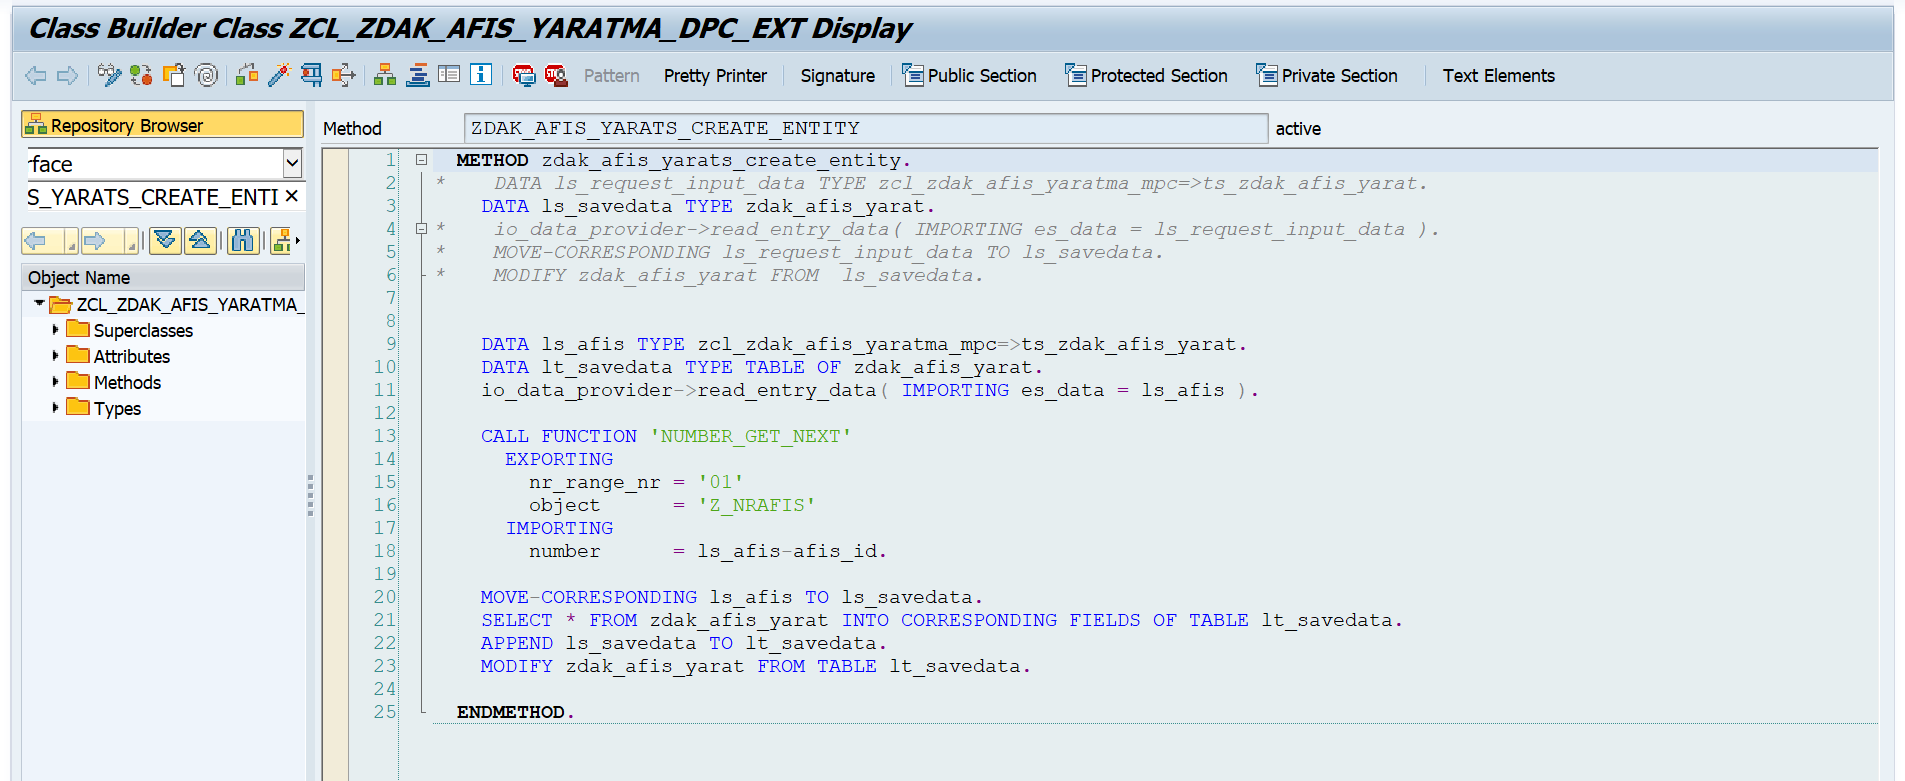 Class Builder Class ZCL_ZDAK_AFIS_YARATMA_DPC_EXT Display
Pattern Pretty Printer Signature Public Section Protected Section Private Section Text Elements
Repository Browser
rface
S_YARATS_CREATE_ENTI
Object Name
ZCL_ZDAK_AFIS_YARATMA_
Superclasses
Attributes
Methods
Types
Method ZDAK_AFIS_YARATS_CREATE_ENTITY active
1 METHOD zdak_afis_yarats_create_entity.
2 * DATA ls_request_input_data TYPE zcl_zdak_afis_yaratma_mpc=>ts_zdak_afis_yarat.
3 DATA ls_savedata TYPE zdak_afis_yarat.
4 * io_data_provider->read_entry_data( IMPORTING es_data = ls_request_input_data ).
5 * MOVE-CORRESPONDING ls_request_input_data TO ls_savedata.
6 * MODIFY zdak_afis_yarat FROM  ls_savedata.
7
8
9 DATA ls_afis TYPE zcl_zdak_afis_yaratma_mpc=>ts_zdak_afis_yarat.
10 DATA lt_savedata TYPE TABLE OF zdak_afis_yarat.
11 io_data_provider->read_entry_data( IMPORTING es_data = ls_afis ).
12
13 CALL FUNCTION 'NUMBER_GET_NEXT'
14 EXPORTING
15 nr_range_nr = '01'
16 object      = 'Z_NRAFIS'
17 IMPORTING
18 number      = ls_afis-afis_id.
19
20 MOVE-CORRESPONDING ls_afis TO ls_savedata.
21 SELECT * FROM zdak_afis_yarat INTO CORRESPONDING FIELDS OF TABLE lt_savedata.
22 APPEND ls_savedata TO lt_savedata.
23 MODIFY zdak_afis_yarat FROM TABLE lt_savedata.
24
25 ENDMETHOD.